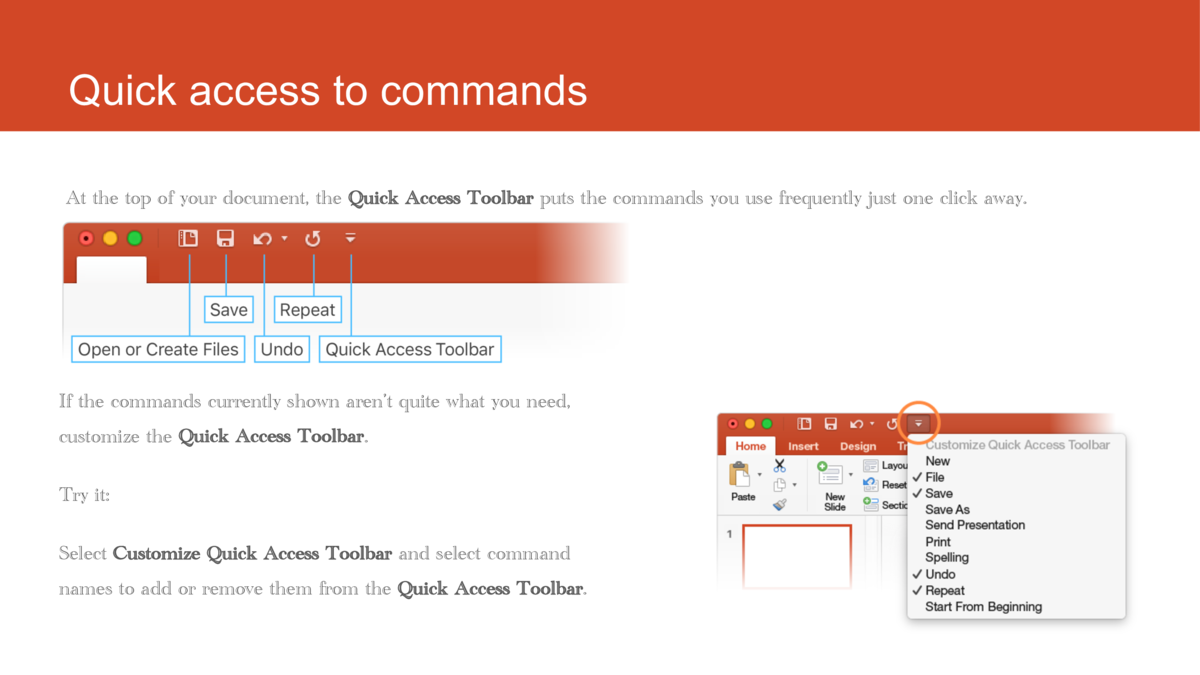 Quick access to commands
At the top of your document, the Quick Access Toolbar puts the commands you use frequently just one click away.
Save
Repeat
Open or Create Files
Undo
Quick Access Toolbar
If the commands currently shown aren't quite what you need,
customize the Quick Access Toolbar.
Try it:
Select Customize Quick Access Toolbar and select command
names to add or remove them from the Quick Access Toolbar.
Home Insert Design Tr
Paste
New
Slide
Layou
Reset
Sectio
1
Customize Quick Access Toolbar
New
✓ File
✓ Save
Save As
Send Presentation
Print
Spelling
✓ Undo
✓ Repeat
Start From Beginning